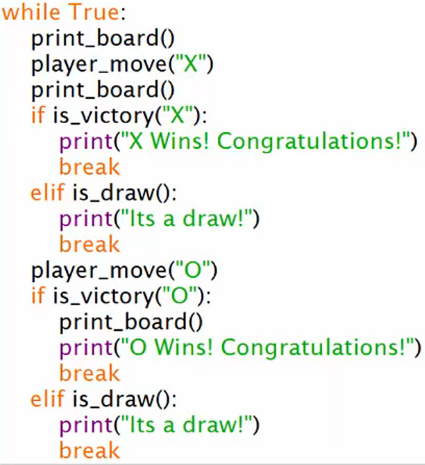 while True:
    print_board()
    player_move("X")
    print_board()
    if is_victory("X"):
        print("X Wins! Congratulations!")
        break
    elif is_draw():
        print("Its a draw!")
        break
    player_move("O")
    if is_victory("O"):
        print_board()
        print("O Wins! Congratulations!")
        break
    elif is_draw():
        print("Its a draw!")
        break